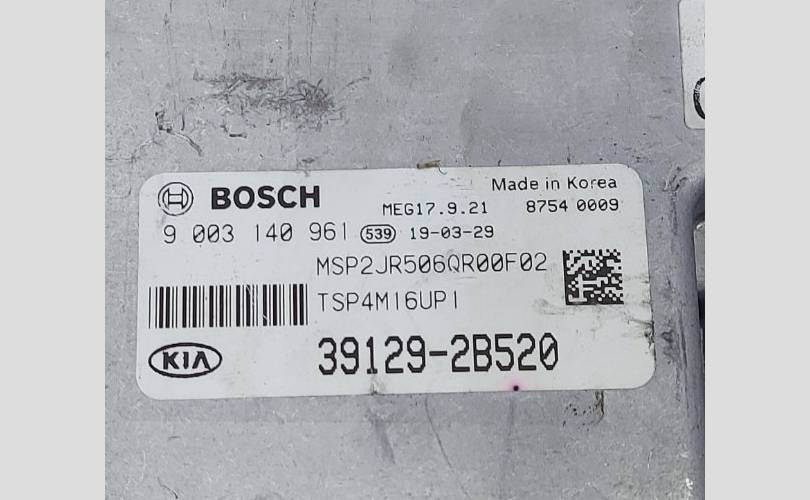 BOSCH
Made in Korea
MEG17.9.21 8754 0009
9 003 140 961 539 19-03-29
MSP2JR506QR00F02
TSP4MI6UPI
KIA
39129-2B520